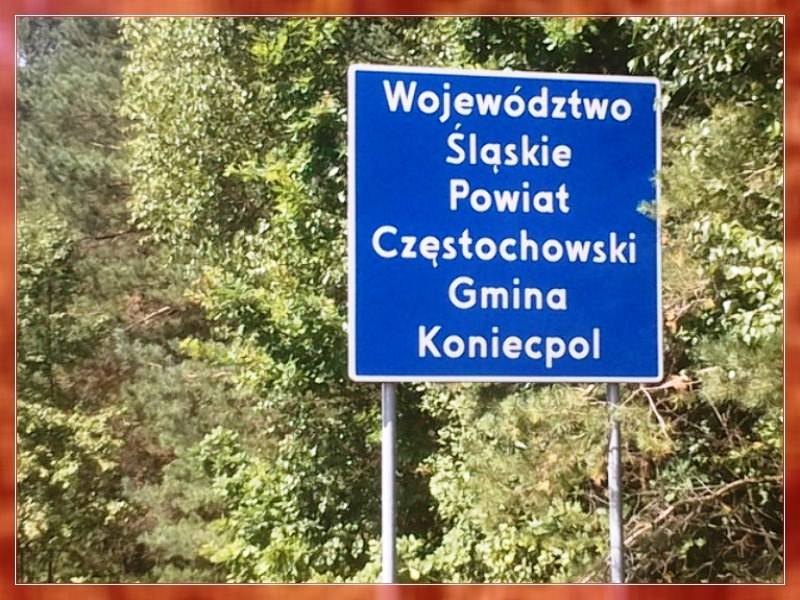 Województwo
Śląskie
Powiat
Częstochowski
Gmina
Koniecpol